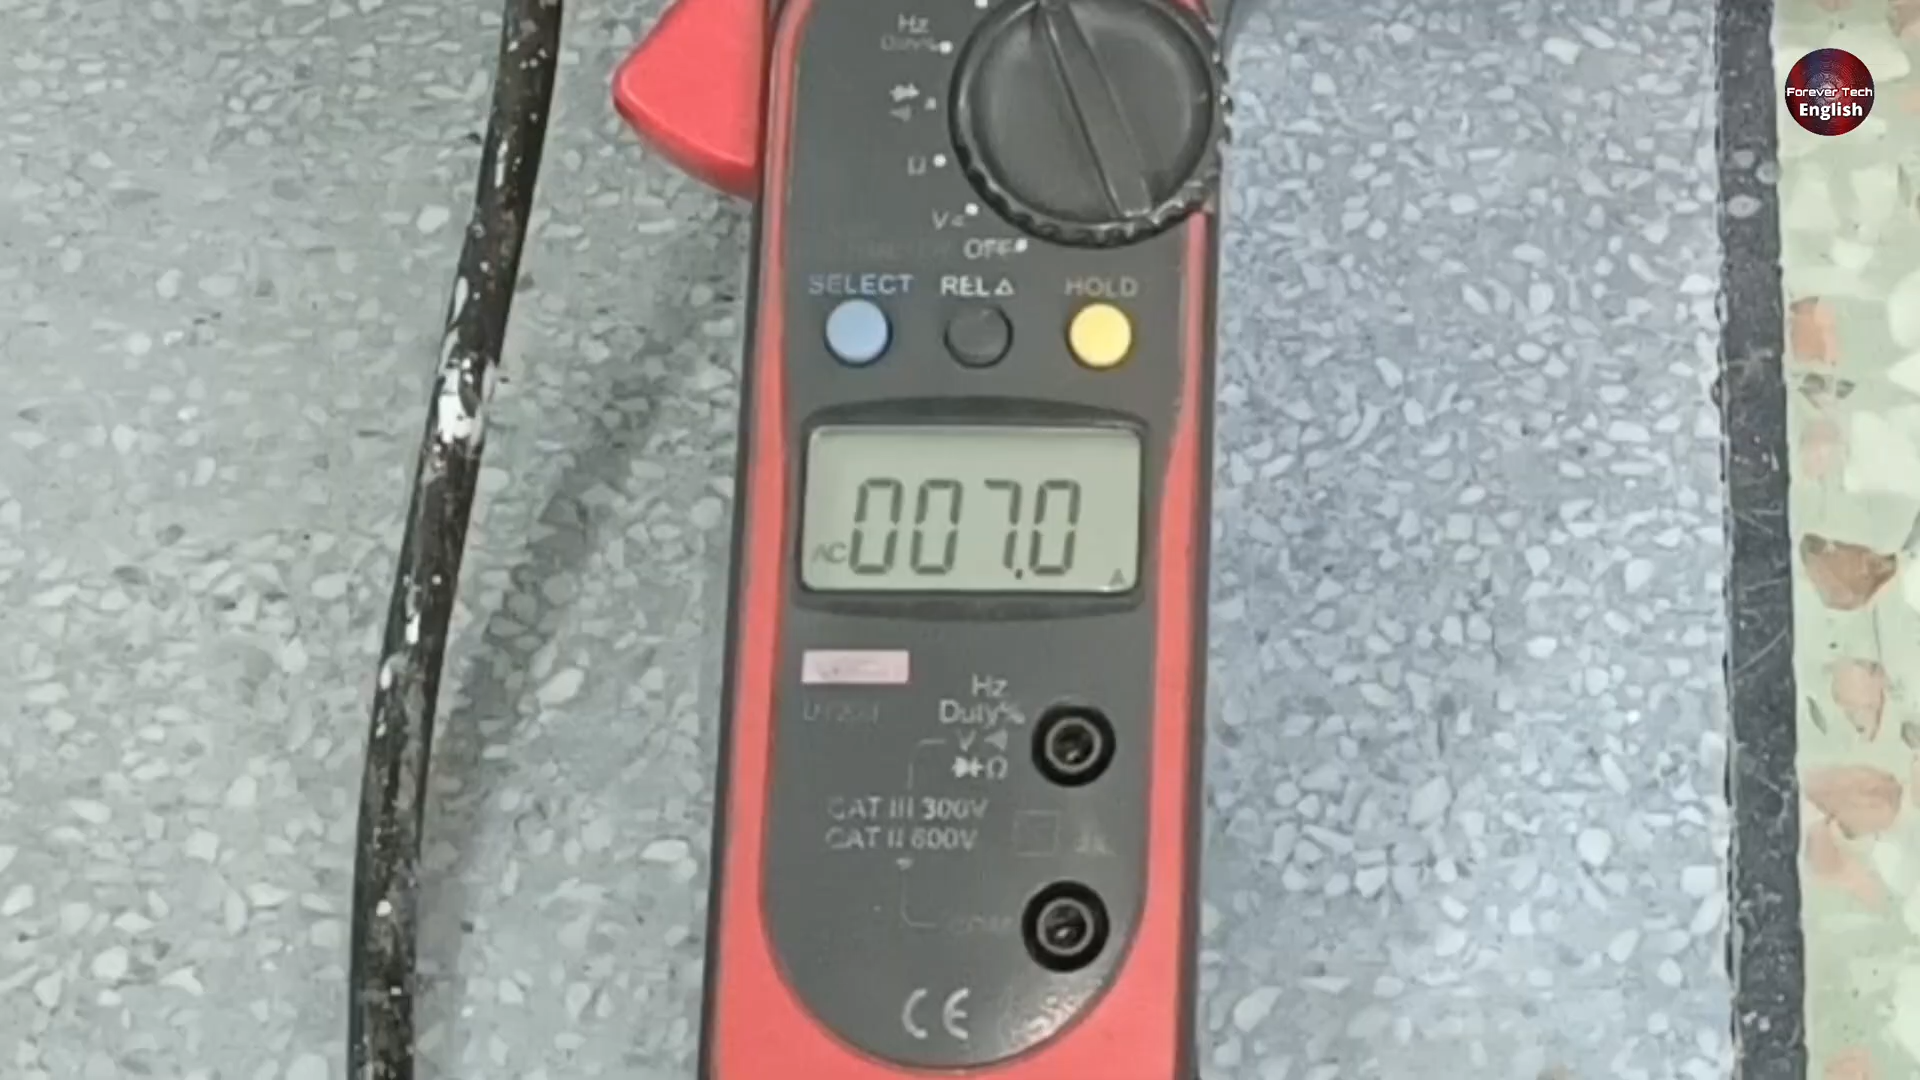 Hz
Duty%
Forever Tech
English
Ω
OFF
SELECT REL△ HOLD
AC 007.0 A
Hz
Duty%
V
Ω
CAT III 300V
CAT II 600V
CE